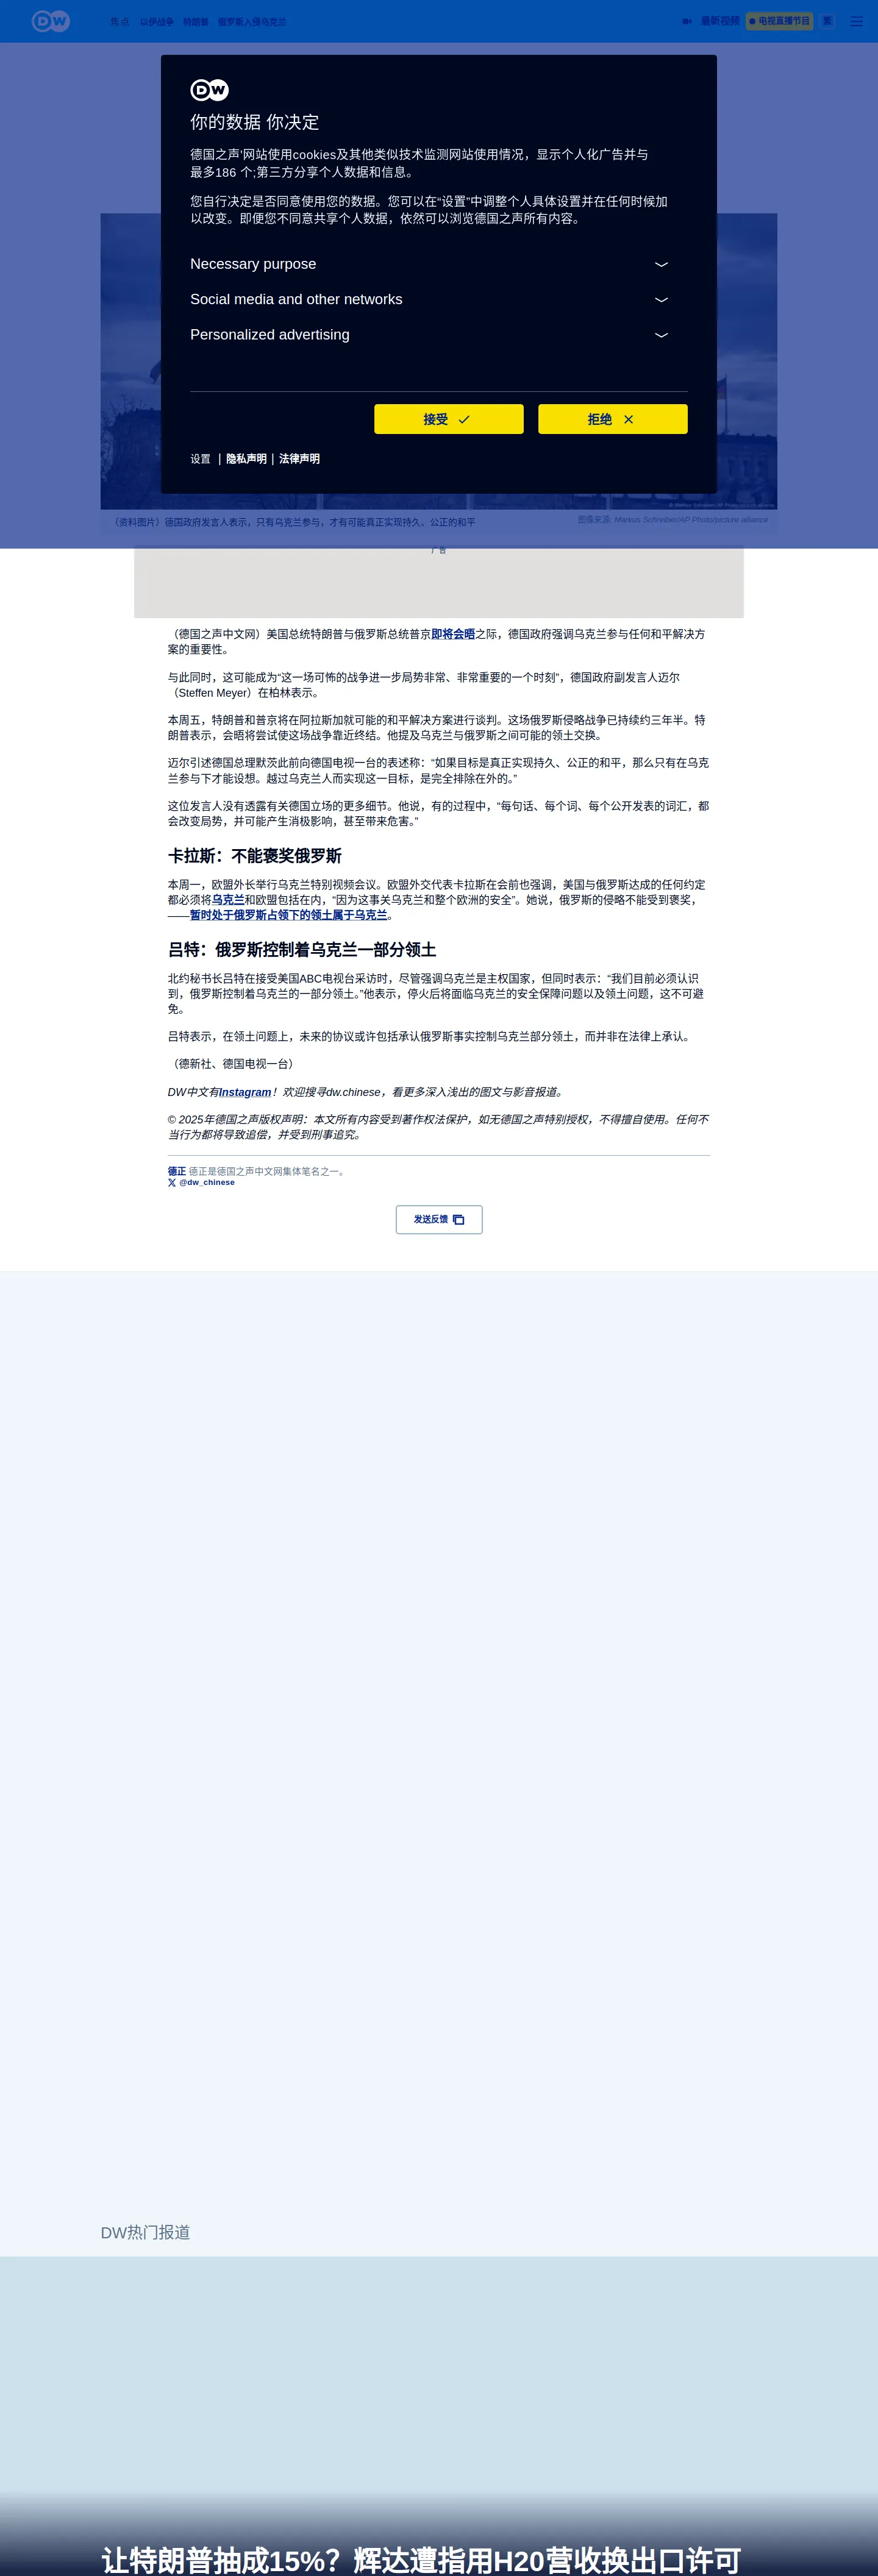 DW
焦点 以伊战争 特朗普 俄罗斯入侵乌克兰
最新视频 电视直播节目 繁
DW
你的数据 你决定
德国之声'网站使用cookies及其他类似技术监测网站使用情况，显示个人化广告并与
最多186 个;第三方分享个人数据和信息。
您自行决定是否同意使用您的数据。您可以在“设置”中调整个人具体设置并在任何时候加
以改变。即便您不同意共享个人数据，依然可以浏览德国之声所有内容。
Necessary purpose
Social media and other networks
Personalized advertising
接受 拒绝
设置 | 隐私声明 | 法律声明
（资料图片）德国政府发言人表示，只有乌克兰参与，才有可能真正实现持久、公正的和平
图像来源: Markus Schreiber/AP Photo/picture alliance
广告
（德国之声中文网）美国总统特朗普与俄罗斯总统普京即将会晤之际，德国政府强调乌克兰参与任何和平解决方
案的重要性。
与此同时，这可能成为“这一场可怖的战争进一步局势非常、非常重要的一个时刻”，德国政府副发言人迈尔
（Steffen Meyer）在柏林表示。
本周五，特朗普和普京将在阿拉斯加就可能的和平解决方案进行谈判。这场俄罗斯侵略战争已持续约三年半。特
朗普表示，会晤将尝试使这场战争靠近终结。他提及乌克兰与俄罗斯之间可能的领土交换。
迈尔引述德国总理默茨此前向德国电视一台的表述称：“如果目标是真正实现持久、公正的和平，那么只有在乌克
兰参与下才能设想。越过乌克兰人而实现这一目标，是完全排除在外的。”
这位发言人没有透露有关德国立场的更多细节。他说，有的过程中，“每句话、每个词、每个公开发表的词汇，都
会改变局势，并可能产生消极影响，甚至带来危害。”
卡拉斯：不能褒奖俄罗斯
本周一，欧盟外长举行乌克兰特别视频会议。欧盟外交代表卡拉斯在会前也强调，美国与俄罗斯达成的任何约定
都必须将乌克兰和欧盟包括在内，“因为这事关乌克兰和整个欧洲的安全”。她说，俄罗斯的侵略不能受到褒奖，
——暂时处于俄罗斯占领下的领土属于乌克兰。
吕特：俄罗斯控制着乌克兰一部分领土
北约秘书长吕特在接受美国ABC电视台采访时，尽管强调乌克兰是主权国家，但同时表示：“我们目前必须认识
到，俄罗斯控制着乌克兰的一部分领土。”他表示，停火后将面临乌克兰的安全保障问题以及领土问题，这不可避
免。
吕特表示，在领土问题上，未来的协议或许包括承认俄罗斯事实控制乌克兰部分领土，而并非在法律上承认。
（德新社、德国电视一台）
DW中文有Instagram！欢迎搜寻dw.chinese，看更多深入浅出的图文与影音报道。
© 2025年德国之声版权声明：本文所有内容受到著作权法保护，如无德国之声特别授权，不得擅自使用。任何不
当行为都将导致追偿，并受到刑事追究。
德正 德正是德国之声中文网集体笔名之一。
@dw_chinese
发送反馈
DW热门报道
让特朗普抽成15%？辉达遭指用H20营收换出口许可